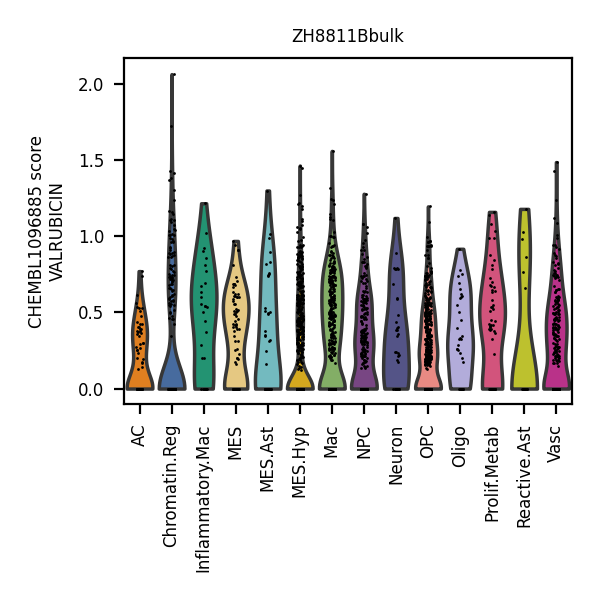 ZH8811Bbulk
CHEMBL1096885 score
VALRUBICIN
2.0
1.5
1.0
0.5
0.0
AC
Chromatin.Reg
Inflammatory.Mac
MES
MES.Ast
MES.Hyp
Mac
NPC
Neuron
OPC
Oligo
Prolif.Metab
Reactive.Ast
Vasc